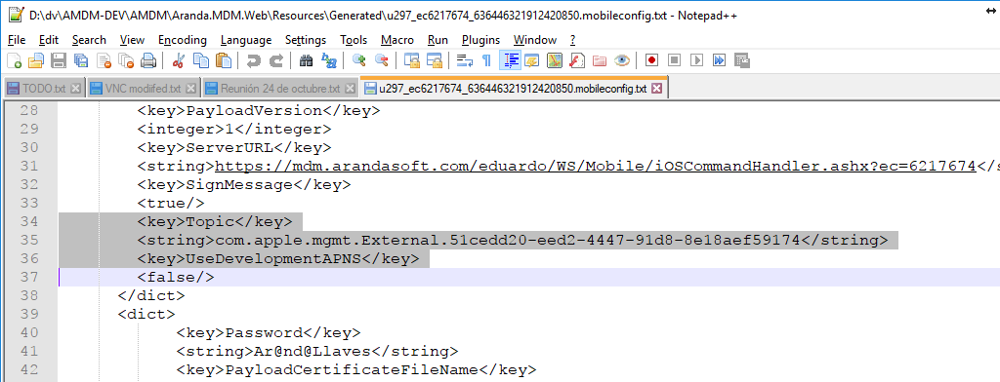 D:\dv\AMDM-DEV\AMDM\Aranda.MDM.Web\Resources\Generated\u297_ec6217674_636446321912420850.mobileconfig.txt - Notepad++
File Edit Search View Encoding Language Settings Tools Macro Run Plugins Window ?
TODO.txt VNC modiifed.txt Reunión 24 de octubre.txt u297_ec6217674_636446321912420850.mobileconfig.txt
28 <key>PayloadVersion</key>
29 <integer>1</integer>
30 <key>ServerURL</key>
31 <string>https://mdm.arandasoft.com/eduardo/WS/Mobile/iOSCommandHandler.ashx?ec=6217674</s
32 <key>SignMessage</key>
33 <true/>
34 <key>Topic</key>
35 <string>com.apple.mgmt.External.51cedd20-eed2-4447-91d8-8e18aef59174</string>
36 <key>UseDevelopmentAPNS</key>
37 <false/>
38 </dict>
39 <dict>
40 <key>Password</key>
41 <string>Ar@nd@Llaves</string>
42 <key>PayloadCertificateFileName</key>